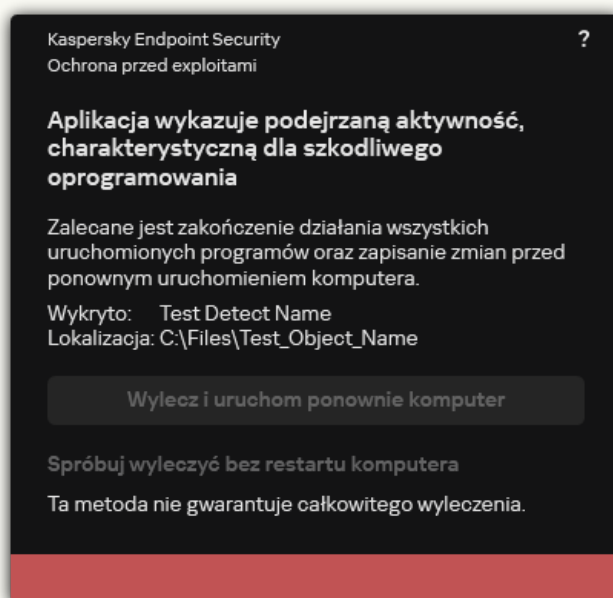 Kaspersky Endpoint Security
?
Ochrona przed exploitami
Aplikacja wykazuje podejrzaną aktywność,
charakterystyczną dla szkodliwego
oprogramowania
Zalecane jest zakończenie działania wszystkich
uruchomionych programów oraz zapisanie zmian przed
ponownym uruchomieniem komputera.
Wykryto: Test Detect Name
Lokalizacja: C:\Files\Test_Object_Name
Wylecz i uruchom ponownie komputer
Spróbuj wyleczyć bez restartu komputera
Ta metoda nie gwarantuje całkowitego wyleczenia.